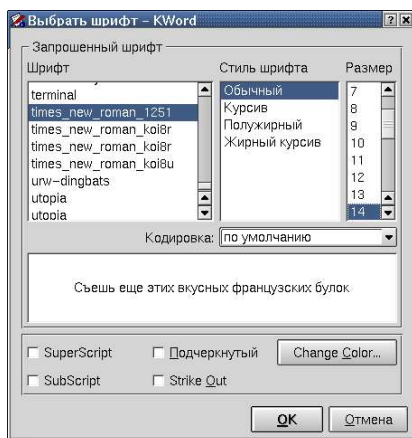 Выбрать шрифт – KWord
Запрошенный шрифт
Шрифт Стиль шрифта Размер
terminal
times_new_roman_1251
times_new_roman_koi8r
times_new_roman_koi8r
times_new_roman_koi8u
urw-dingbats
utopia
utopia
Обычный
Курсив
Полужирный
Жирный курсив
7
8
9
10
11
12
13
14
Кодировка: по умолчанию
Съешь еще этих вкусных французских булок
SuperScript Подчеркнутый Change Color...
SubScript Strike Out
OK Отмена